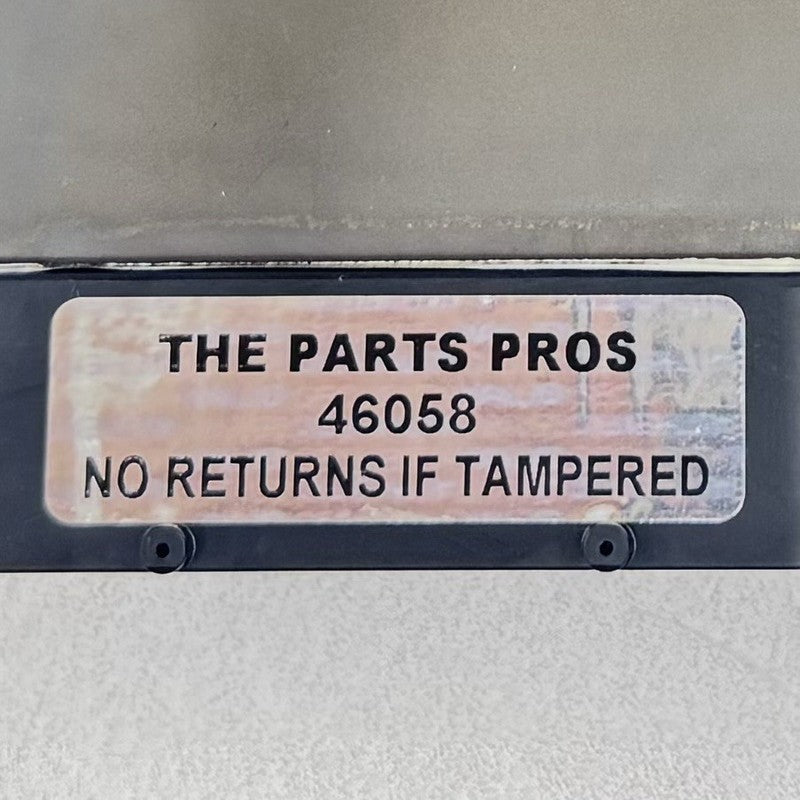 THE PARTS PROS
46058
NO RETURNS IF TAMPERED